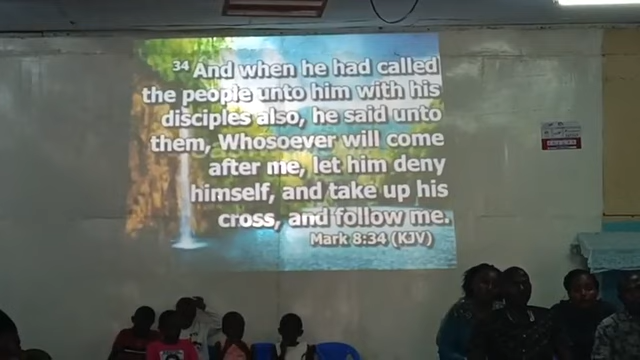 34 And when he had called
the people unto him with his
disciples also, he said unto
them, Whosoever will come
after me, let him deny
himself, and take up his
cross, and follow me.
Mark 8:34 (KJV)